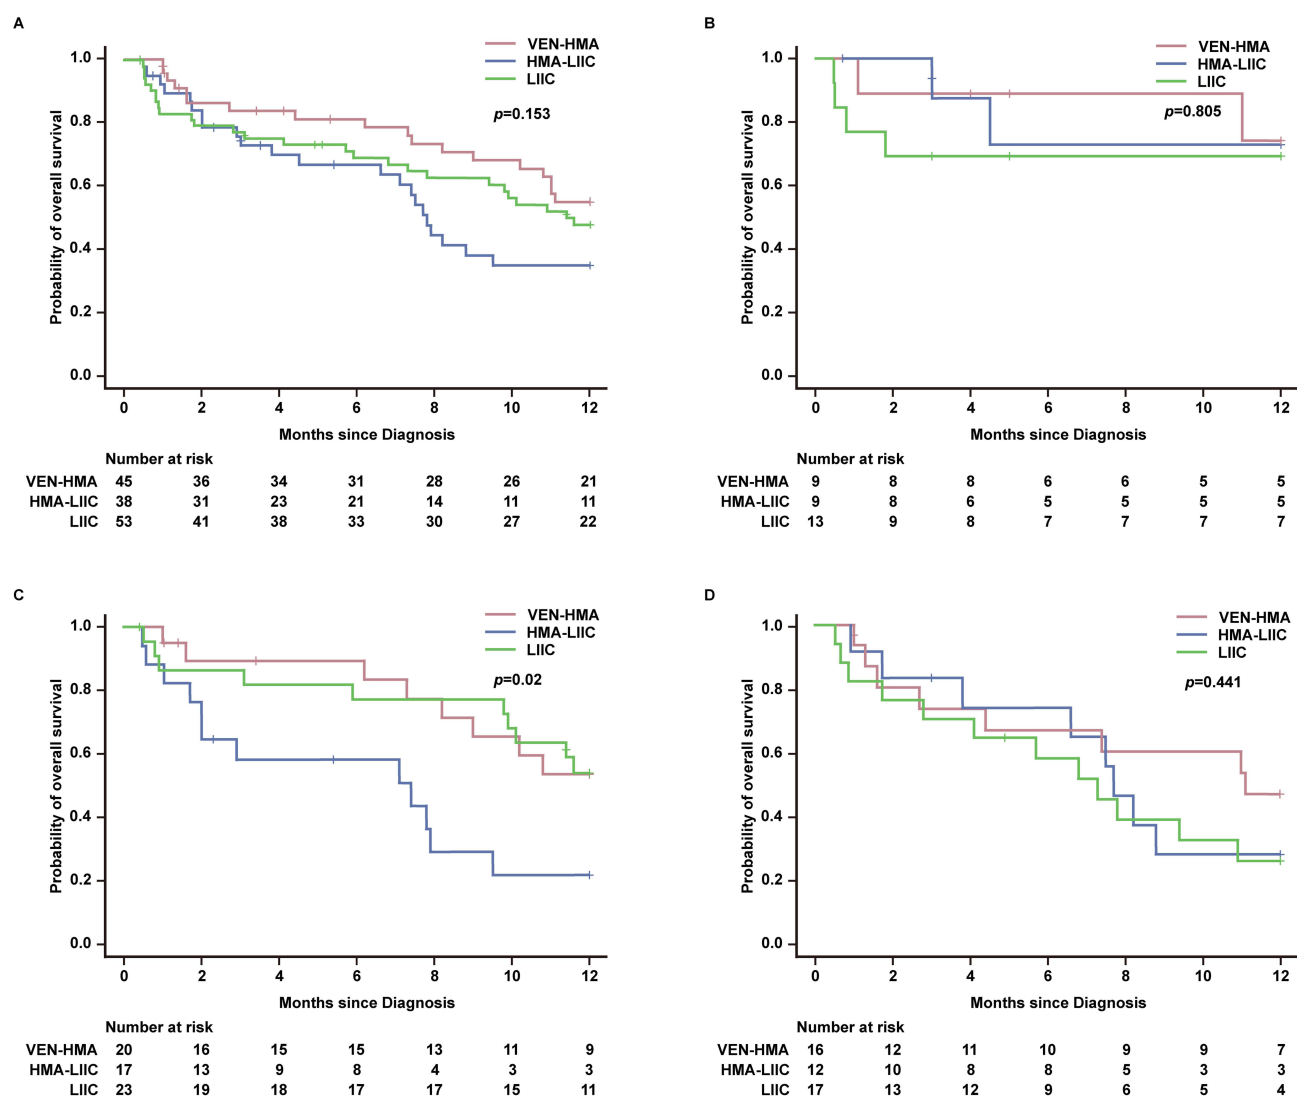 A
VEN-HMA
HMA-LIIC
LIIC
p=0.153
Probability of overall survival
1.0
0.8
0.6
0.4
0.2
0.0
0 2 4 6 8 10 12
Months since Diagnosis
Number at risk
VEN-HMA 45 36 34 31 28 26 21
HMA-LIIC 38 31 23 21 14 11 11
LIIC 53 41 38 33 30 27 22
B
VEN-HMA
HMA-LIIC
LIIC
p=0.805
Probability of overall survival
1.0
0.8
0.6
0.4
0.2
0.0
0 2 4 6 8 10 12
Months since Diagnosis
Number at risk
VEN-HMA 9 8 8 6 6 5 5
HMA-LIIC 9 8 6 5 5 5 5
LIIC 13 9 8 7 7 7 7
C
VEN-HMA
HMA-LIIC
LIIC
p=0.02
Probability of overall survival
1.0
0.8
0.6
0.4
0.2
0.0
0 2 4 6 8 10 12
Months since Diagnosis
Number at risk
VEN-HMA 20 16 15 15 13 11 9
HMA-LIIC 17 13 9 8 4 3 3
LIIC 23 19 18 17 17 15 11
D
VEN-HMA
HMA-LIIC
LIIC
p=0.441
Probability of overall survival
1.0
0.8
0.6
0.4
0.2
0.0
0 2 4 6 8 10 12
Months since Diagnosis
Number at risk
VEN-HMA 16 12 11 10 9 9 7
HMA-LIIC 12 10 8 8 5 3 3
LIIC 17 13 12 9 6 5 4